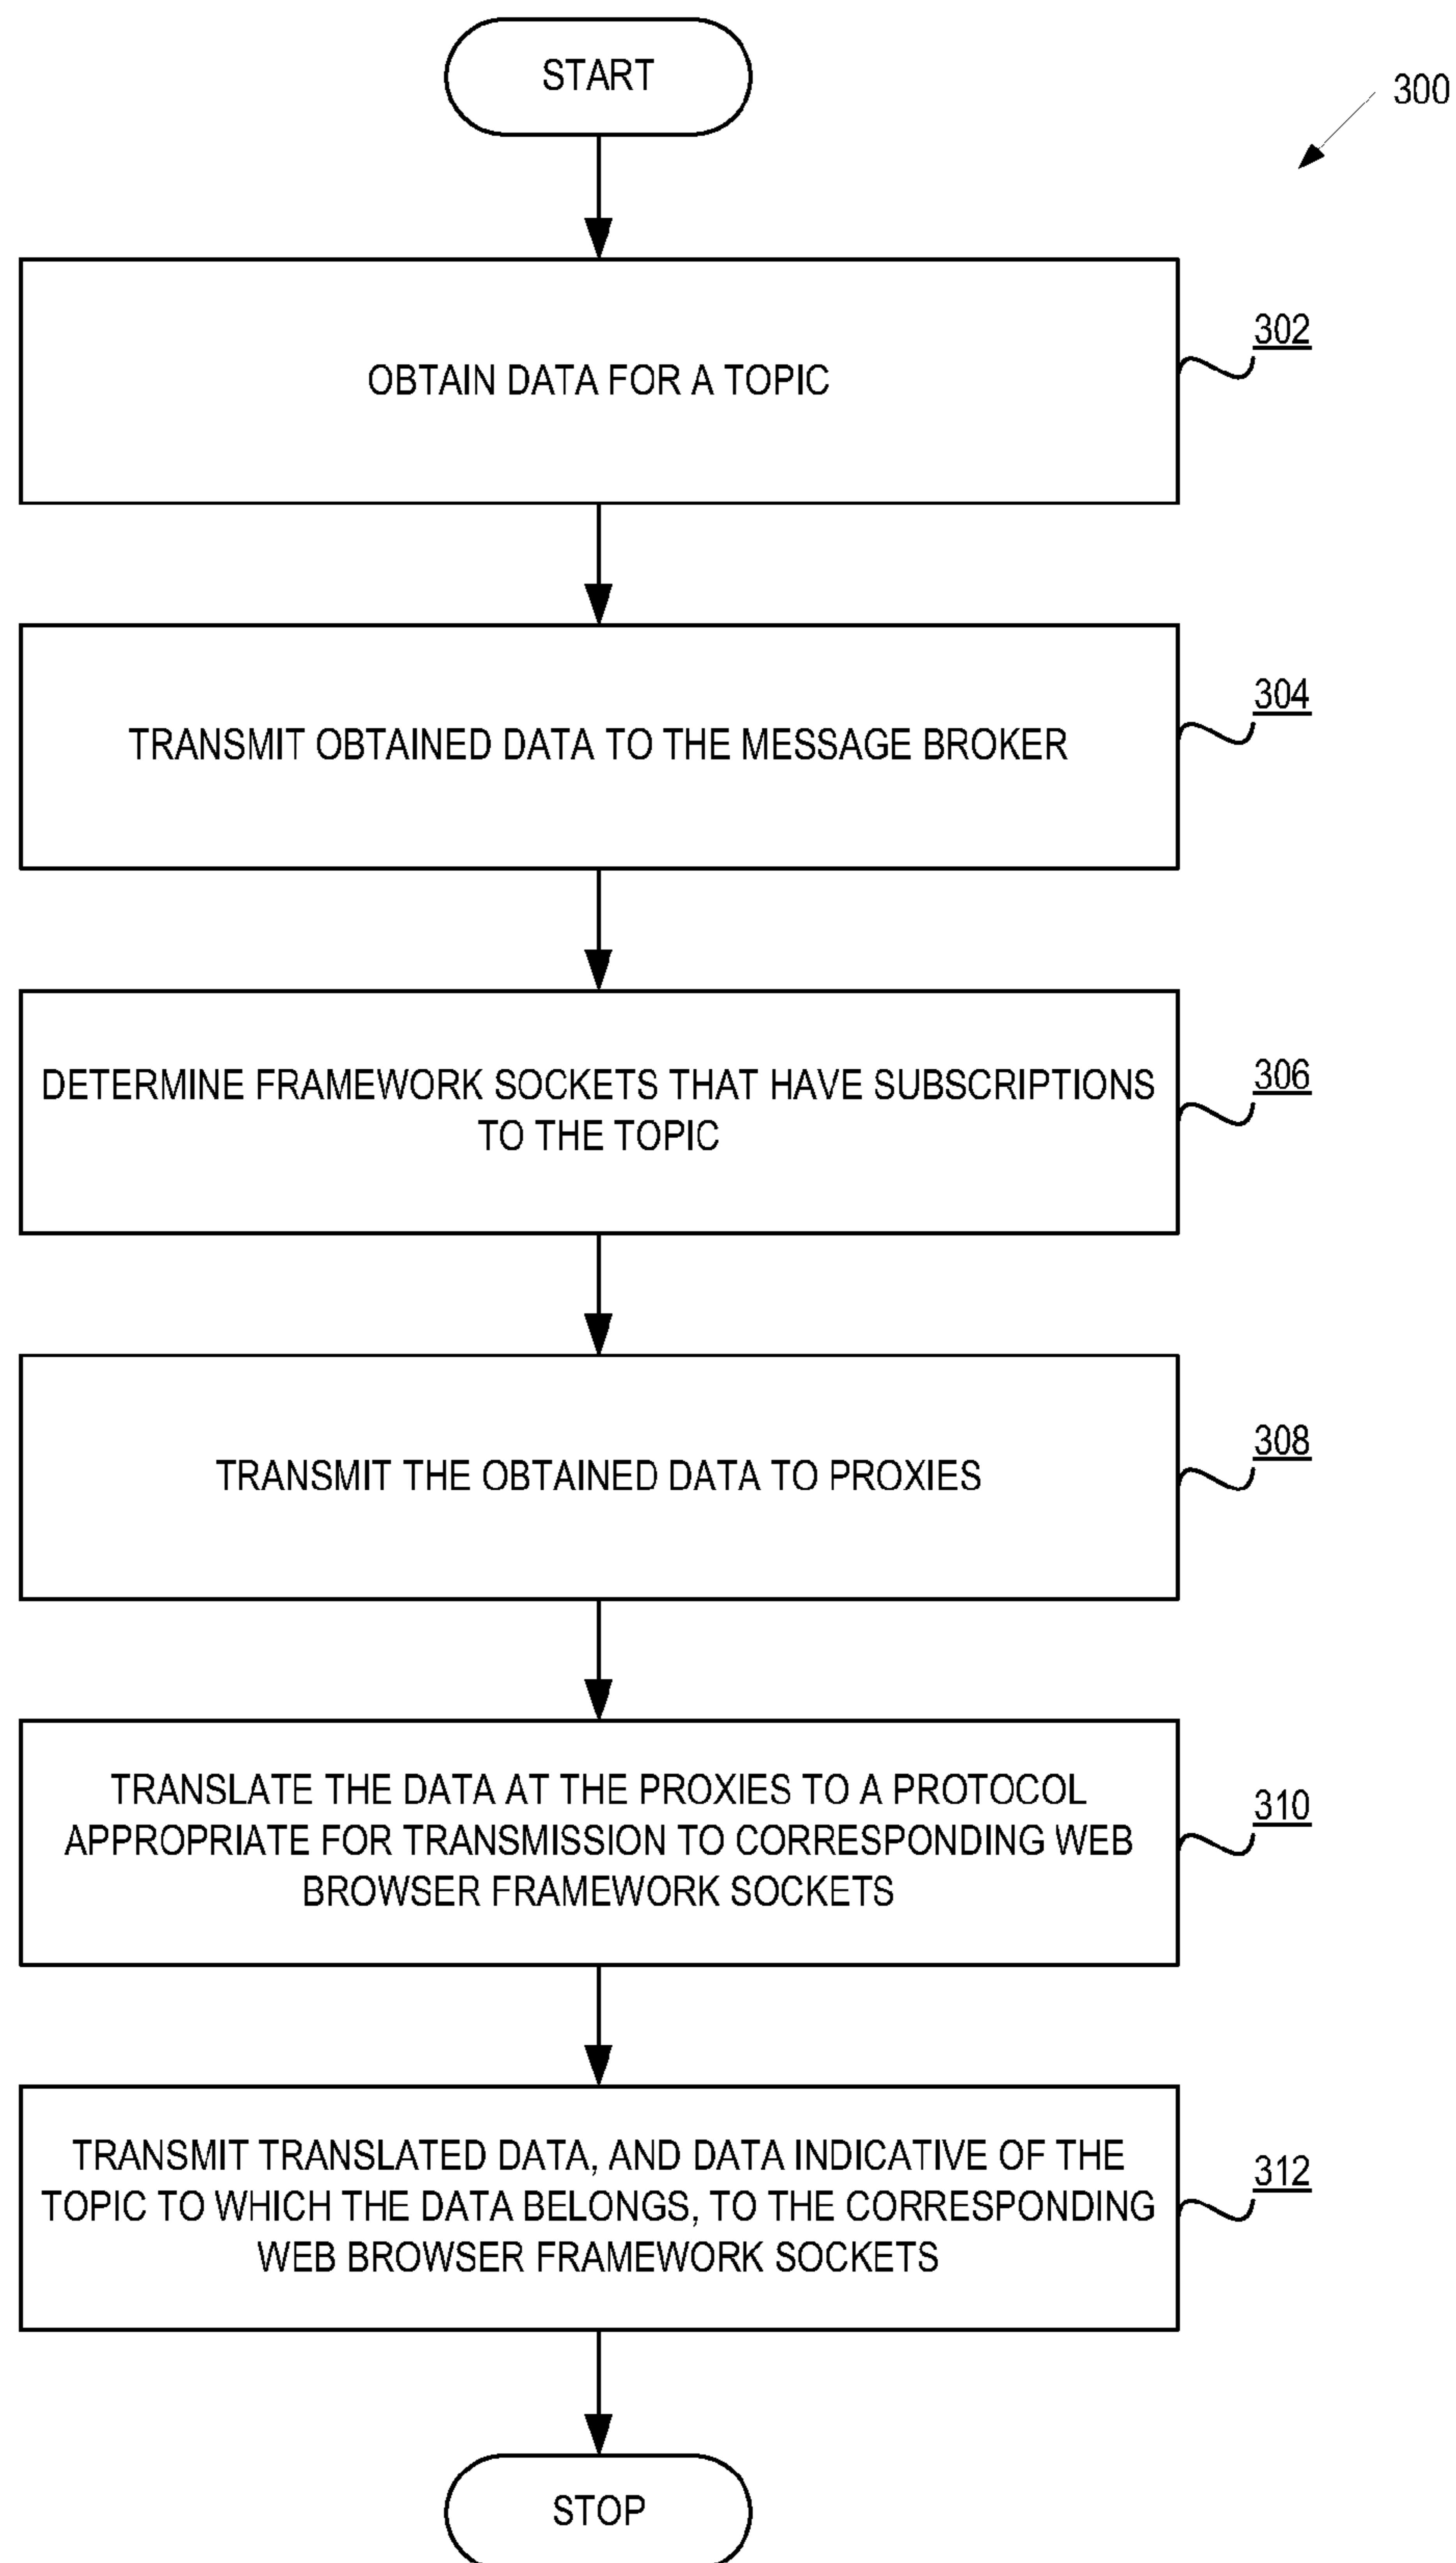 START
300
OBTAIN DATA FOR A TOPIC
302
TRANSMIT OBTAINED DATA TO THE MESSAGE BROKER
304
DETERMINE FRAMEWORK SOCKETS THAT HAVE SUBSCRIPTIONS
TO THE TOPIC
306
TRANSMIT THE OBTAINED DATA TO PROXIES
308
TRANSLATE THE DATA AT THE PROXIES TO A PROTOCOL
APPROPRIATE FOR TRANSMISSION TO CORRESPONDING WEB
BROWSER FRAMEWORK SOCKETS
310
TRANSMIT TRANSLATED DATA, AND DATA INDICATIVE OF THE
TOPIC TO WHICH THE DATA BELONGS, TO THE CORRESPONDING
WEB BROWSER FRAMEWORK SOCKETS
312
STOP